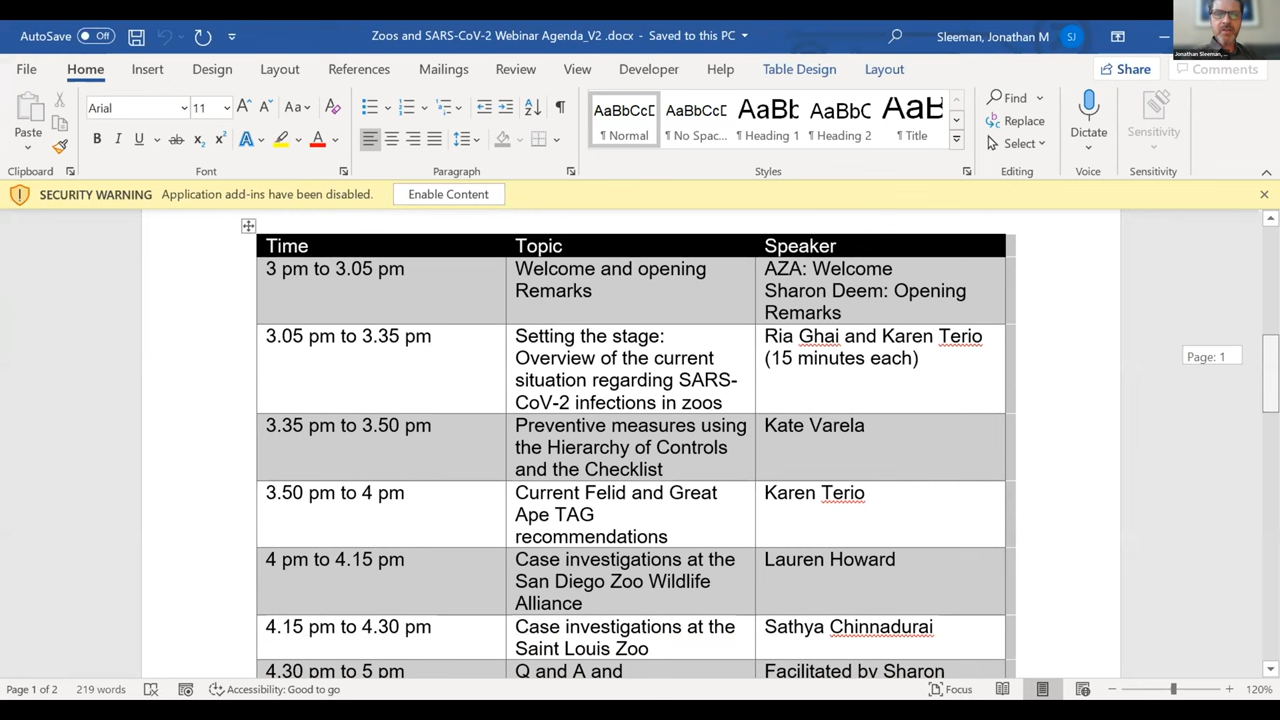 AutoSave Off Zoos and SARS-CoV-2 Webinar Agenda_V2 .docx - Saved to this PC Sleeman, Jonathan M SJ
Jonathan Sleeman, ...
File Home Insert Design Layout References Mailings Review View Developer Help Table Design Layout Share Comments
Paste Arial 11 Aa AaBbCcD AaBbCcD AaBb AaBbC AaB Find Replace Select Dictate Sensitivity
¶ Normal ¶ No Spac... ¶ Heading 1 ¶ Heading 2 ¶ Title
Clipboard Font Paragraph Styles Editing Voice Sensitivity
SECURITY WARNING Application add-ins have been disabled. Enable Content
Time Topic Speaker
3 pm to 3.05 pm Welcome and opening AZA: Welcome
Remarks Sharon Deem: Opening
Remarks
3.05 pm to 3.35 pm Setting the stage: Ria Ghai and Karen Terio
Overview of the current (15 minutes each)
situation regarding SARS-
CoV-2 infections in zoos
Page: 1
3.35 pm to 3.50 pm Preventive measures using Kate Varela
the Hierarchy of Controls
and the Checklist
3.50 pm to 4 pm Current Felid and Great Karen Terio
Ape TAG
recommendations
4 pm to 4.15 pm Case investigations at the Lauren Howard
San Diego Zoo Wildlife
Alliance
4.15 pm to 4.30 pm Case investigations at the Sathya Chinnadurai
Saint Louis Zoo
4.30 pm to 5 pm Q and A and Facilitated by Sharon
Page 1 of 2 219 words Accessibility: Good to go Focus 120%